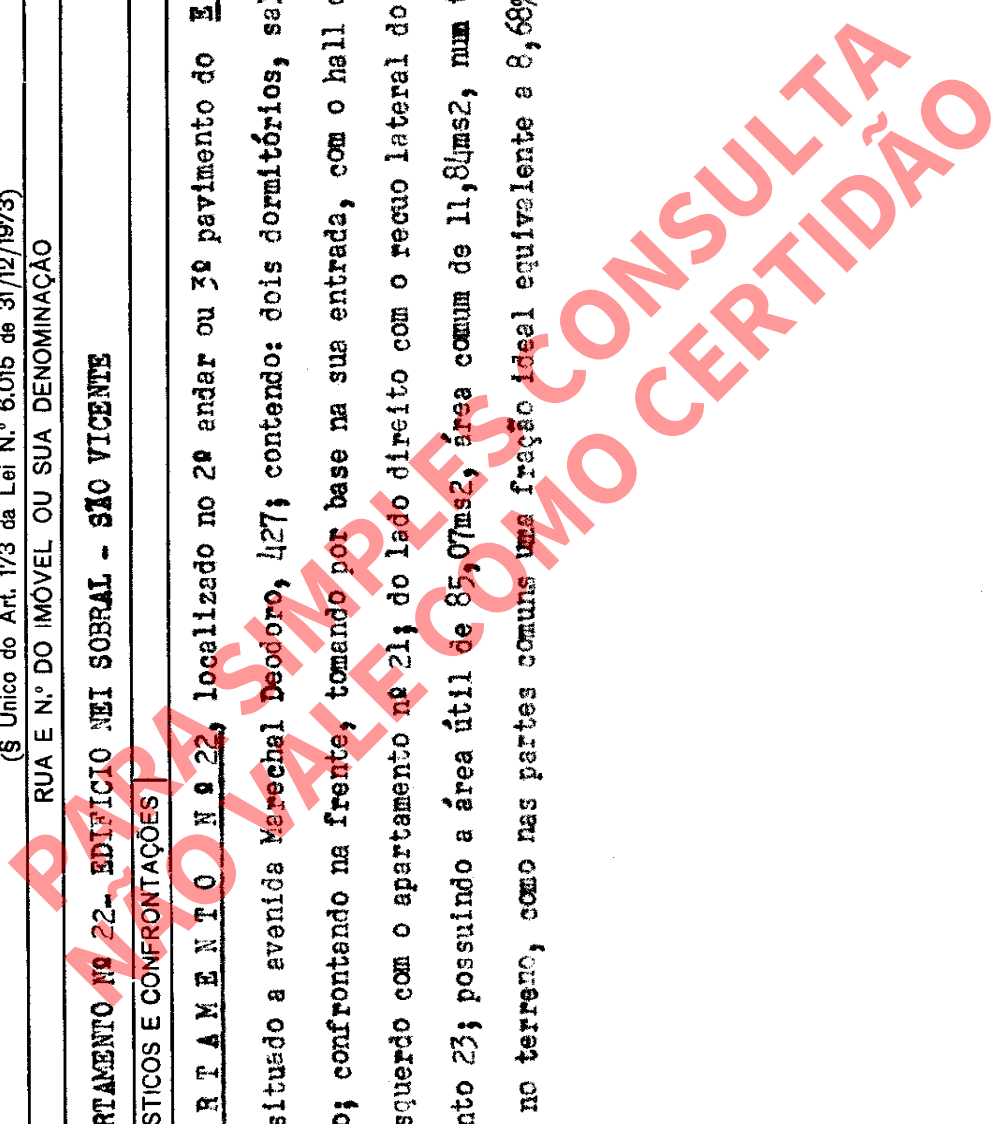 (§ Único do Art. 173 da Lei N.º 6.015 de 31/12/1973)
RUA E N.º DO IMÓVEL OU SUA DENOMINAÇÃO
RTAMENTO Nº 22- EDIFICIO NEI SOBRAL - SÃO VICENTE
STICOS E CONFRONTAÇÕES
R T A M E N T O N º 22, localizado no 2º andar ou 3º pavimento do E
situado a avenida Marechal Deodoro, 427; contendo: dois dormitórios, sal
o; confrontando na frente, tomando por base na sua entrada, com o hall d
squerdo com o apartamento nº 21; do lado direito com o recuo lateral do
nto 23; possuindo a área útil de 85,07ms2, área comum de 11,84ms2, num t
no terreno, como nas partes comuns uma fração ideal equivalente a 8,68%
PARA SIMPLES CONSULTA
NÃO VALE COMO CERTIDÃO